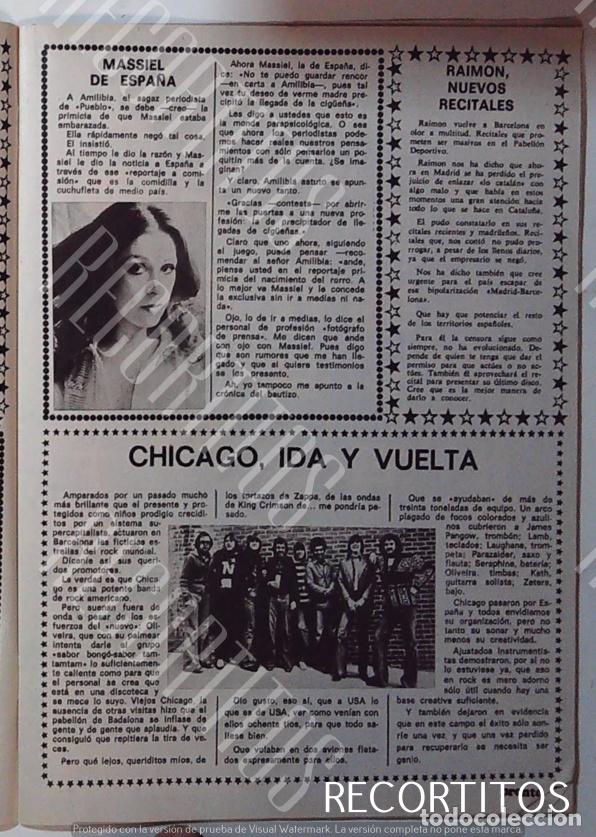 MASSIEL
DE ESPAÑA
A Amilibia, el sagaz periodista
de «Pueblo», se debe —creo— la
primicia de que Massiel estaba
embarazada.
Ella rápidamente negó tal cosa.
El insistió.
Al tiempo le dio la razón y Mas-
siel le dio la noticia a España a
través de ese «reportaje a comi-
sión» que es la comidilla y la
cuchufleta de medio país.
Ahora Massiel, la de España, di-
ce: «No te puedo guardar rencor
—en carta a Amilibia—, pues tal
vez tu deseo de verme madre pre-
cipitó la llegada de la cigüeña».
Les digo a ustedes que esto es
la monda parapsicológica. O sea
que ahora los periodistas pode-
mos hacer reales nuestros pensa-
mientos con sólo pensarlos un po-
quitín más de la cuenta. ¿Se ima-
ginan?
Y claro, Amilibia astuto se apun-
ta un nuevo tanto.
«Gracias —contesta— por abrir-
me las puertas a una nueva pro-
fesión: la de precipitador de lle-
gadas de cigüeñas».
Claro que uno ahora, siguiendo
el juego, puede pensar —reco-
mendar al señor Amilibia: «ande,
piense usted en el reportaje pri-
micia del nacimiento del rorro. A
lo mejor va Massiel y le concede
la exclusiva sin ir a medias ni na-
da».
Ojo, lo de ir a medias, lo dice el
personal de profesión «fotógrafo
de prensa». Me dicen que ande
con ojo con Massiel. Pues digo
que son rumores que me han lle-
gado y que si quiere testimonios
se los presento.
Ah, yo tampoco me apunto a la
crónica del bautizo.
RAIMON,
NUEVOS
RECITALES
Raimon vuelve a Barcelona en
olor a multitud. Recitales que pro-
meten ser masivos en el Pabellón
Deportivo.
Raimon nos ha dicho que aho-
ra en Madrid se ha perdido el pre-
juicio de enlazar «lo catalán con
algo malo y que había en estos
momentos una gran atención hacia
todo lo que se hace en Cataluña.
El pudo constatarlo en sus re-
citales recientes y madrileños. Reci-
tales que, nos contó no pudo pro-
rrogar, a pesar de los llenos diarios,
ya que el empresario se negó.
Nos ha dicho también que cree
urgente para el país escapar de
esa bipolarización «Madrid-Barce-
lona».
Que hay que potenciar el resto
de los territorios españoles.
Para él la censura sigue como
siempre, no ha evolucionado. De-
pende de quien te tenga que dar el
permiso para que actúes o no ac-
túes. También él aprovechará el re-
cital para presentar su último disco.
Cree que es la mejor manera de
darlo a conocer.
CHICAGO, IDA Y VUELTA
Amparados por un pasado mucho
más brillante que el presente y pro-
tegidos como niños prodigio crecidi-
tos por el sistema su-
percapitalista, actuaron en
Barcelona las ficticias es-
trellas del rock mundial.
Dícenle así sus queri-
dos promotores.
La verdad es que Chica-
go es una potente banda
de rock americano.
Pero suenan fuera de
onda a pesar de los es-
fuerzos del «nuevo» Oli-
veira, que con su palmear
intenta darle al grupo
«sabor bongó-sabor tan-
tamtam» lo suficientemen-
te caliente como para que
el personal se crea que
está en una discoteca y
se meca lo suyo. Viejos Chicago, la
ausencia de otras visitas hizo que el
pabellón de Badalona se inflase de
gente y de gente que aplaudía. Y que
consiguió que repitiera la tira de ve-
ces.
Pero qué lejos, queriditos míos, de
los tortazos de Zappa, de las ondas
de King Crimson de... me pondría pe-
sado.
Dio gusto, eso sí, que a USA lo
que es de USA, ver como venían con
ellos ochenta tíos, para que todo sa-
liese bien.
Que volaban en dos aviones fleta-
dos expresamente para ellos.
Que se «ayudaban» de más de
treinta toneladas de equipo. Un arco
plagado de focos colorados y azuli-
nos cubrieron a James
Pangow, trombón; Lamb,
teclados; Laughane, trom-
peta; Parazaider, saxo y
flauta; Seraphine, batería;
Oliveira, timbas; Kath,
guitarra solista; Zetera,
bajo.
Chicago pasaron por Es-
paña y todos envidiamos
su organización, pero no
tanto su sonar y mucho
menos su creatividad.
Ajustados instrumentis-
tas demostraron, por si no
lo estuviese ya, que eso
en rock es mero adorno
sólo útil cuando hay una
base creativa suficiente.
Y también dejaron en evidencia
que en este campo el éxito sólo son-
ríe una vez, y que una vez perdido
para recuperarlo se necesita ser
genio.
RECORTITOS
todocoleccion
Protegido con la versión de prueba de Visual Watermark. La versión completa no pone esta marca.